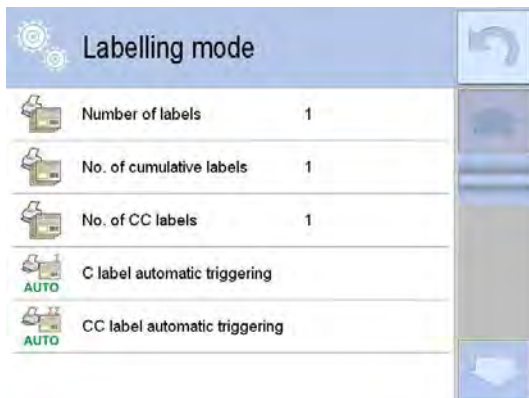 Labelling mode
Number of labels 1
No. of cumulative labels 1
No. of CC labels 1
AUTO C label automatic triggering
AUTO CC label automatic triggering